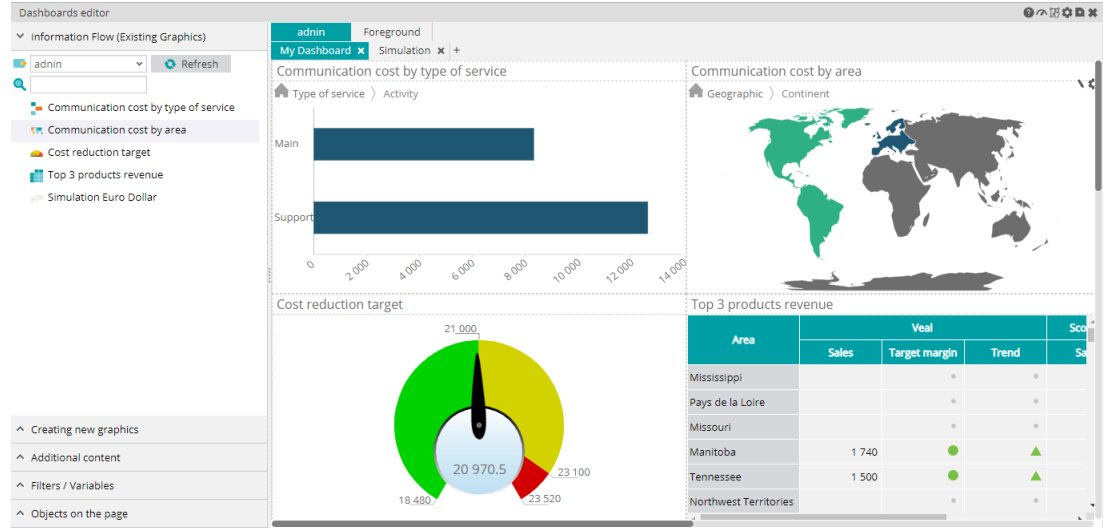 Dashboards editor
Information Flow (Existing Graphics)
admin
Refresh
Communication cost by type of service
Communication cost by area
Cost reduction target
Top 3 products revenue
Simulation Euro Dollar
Creating new graphics
Additional content
Filters / Variables
Objects on the page
admin Foreground
My Dashboard Simulation +
Communication cost by type of service
Type of service 〉 Activity
Main
Support
0 2 000 4 000 6 000 8 000 10 000 12 000 14 000
Communication cost by area
Geographic 〉 Continent
Cost reduction target
21 000
20 970.5
23 100
18 480
23 520
Top 3 products revenue
Area Veal Sco
Sales Target margin Trend Sa
Mississippi
Pays de la Loire
Missouri
Manitoba 1 740
Tennessee 1 500
Northwest Territories